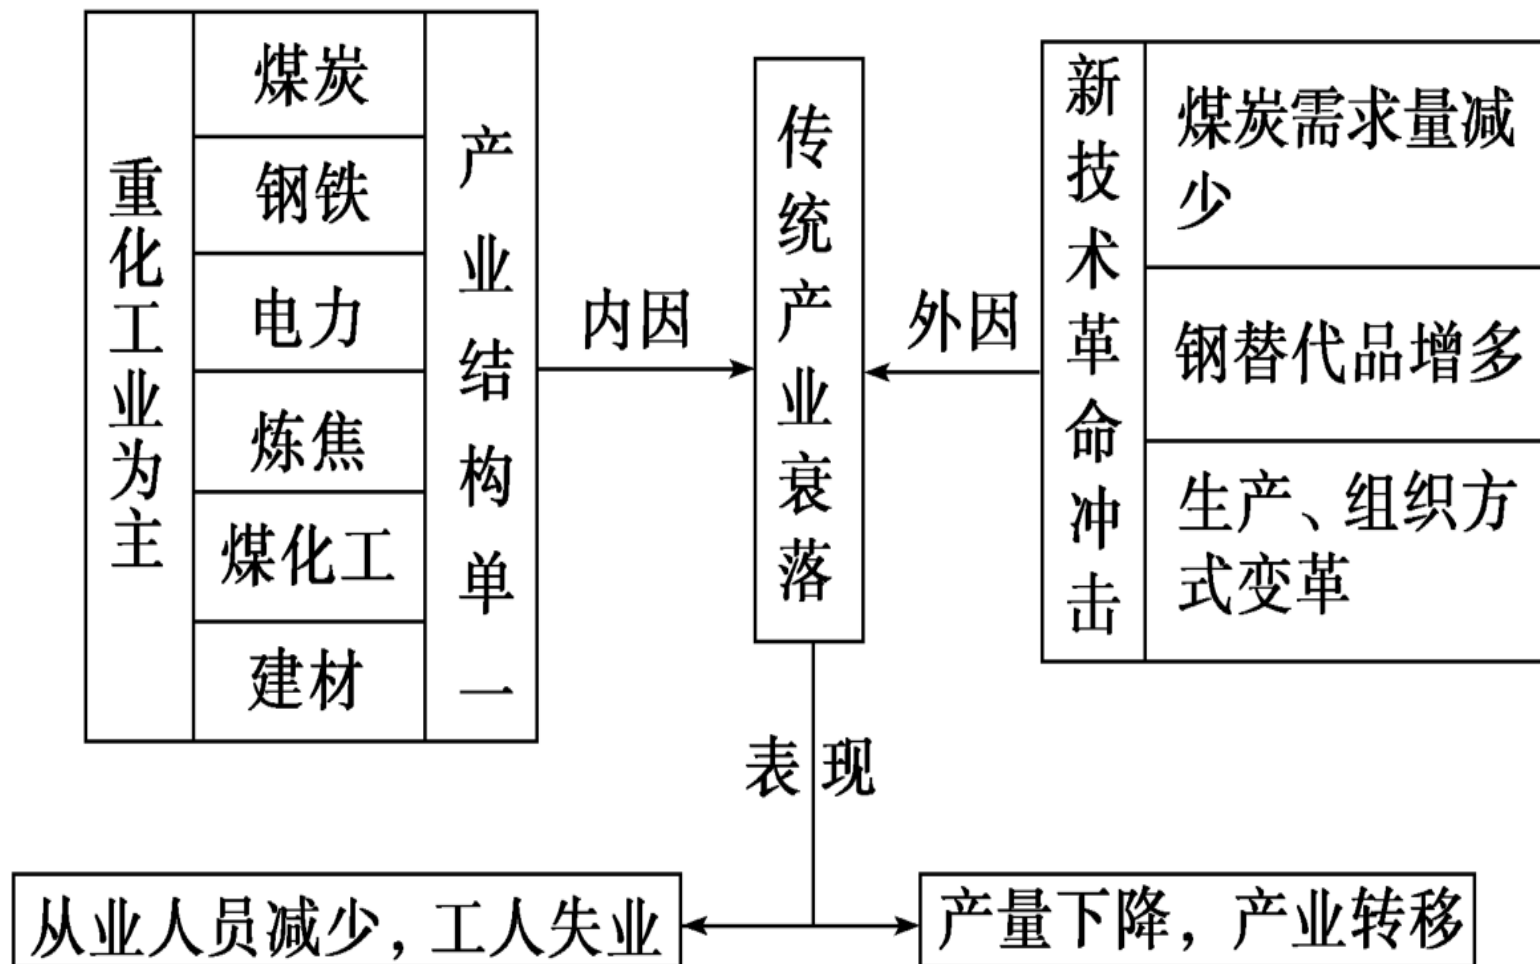 重化工业为主
煤炭
钢铁
电力
炼焦
煤化工
建材
产业结构单一
内因
传统产业衰落
外因
新技术革命冲击
煤炭需求量减
少
钢替代品增多
生产、组织方
式变革
表现
从业人员减少，工人失业
产量下降，产业转移